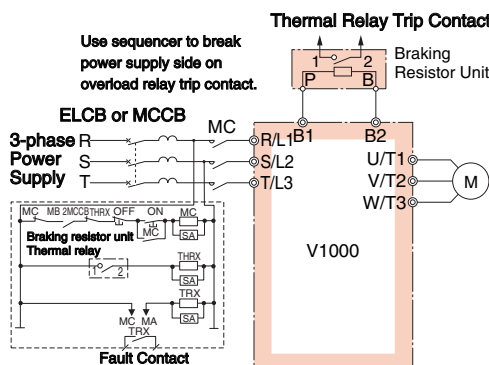 Thermal Relay Trip Contact
Use sequencer to break
power supply side on
overload relay trip contact.
1 2
P B
Braking
Resistor Unit
ELCB or MCCB
MC
B1 B2
3-phase
Power
Supply
R
S
T
R/L1
S/L2
T/L3
U/T1
V/T2
W/T3
M
V1000
MC MB 2MCCB THRX OFF ON MC
MC
SA
Braking resistor unit
Thermal relay
1 2
THRX
SA
TRX
SA
MC MA
TRX
Fault Contact